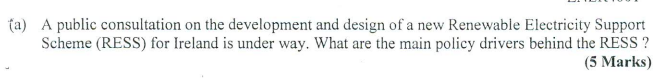 (a) A public consultation on the development and design of a new Renewable Electricity Support
Scheme (RESS) for Ireland is under way. What are the main policy drivers behind the RESS ?
(5 Marks)